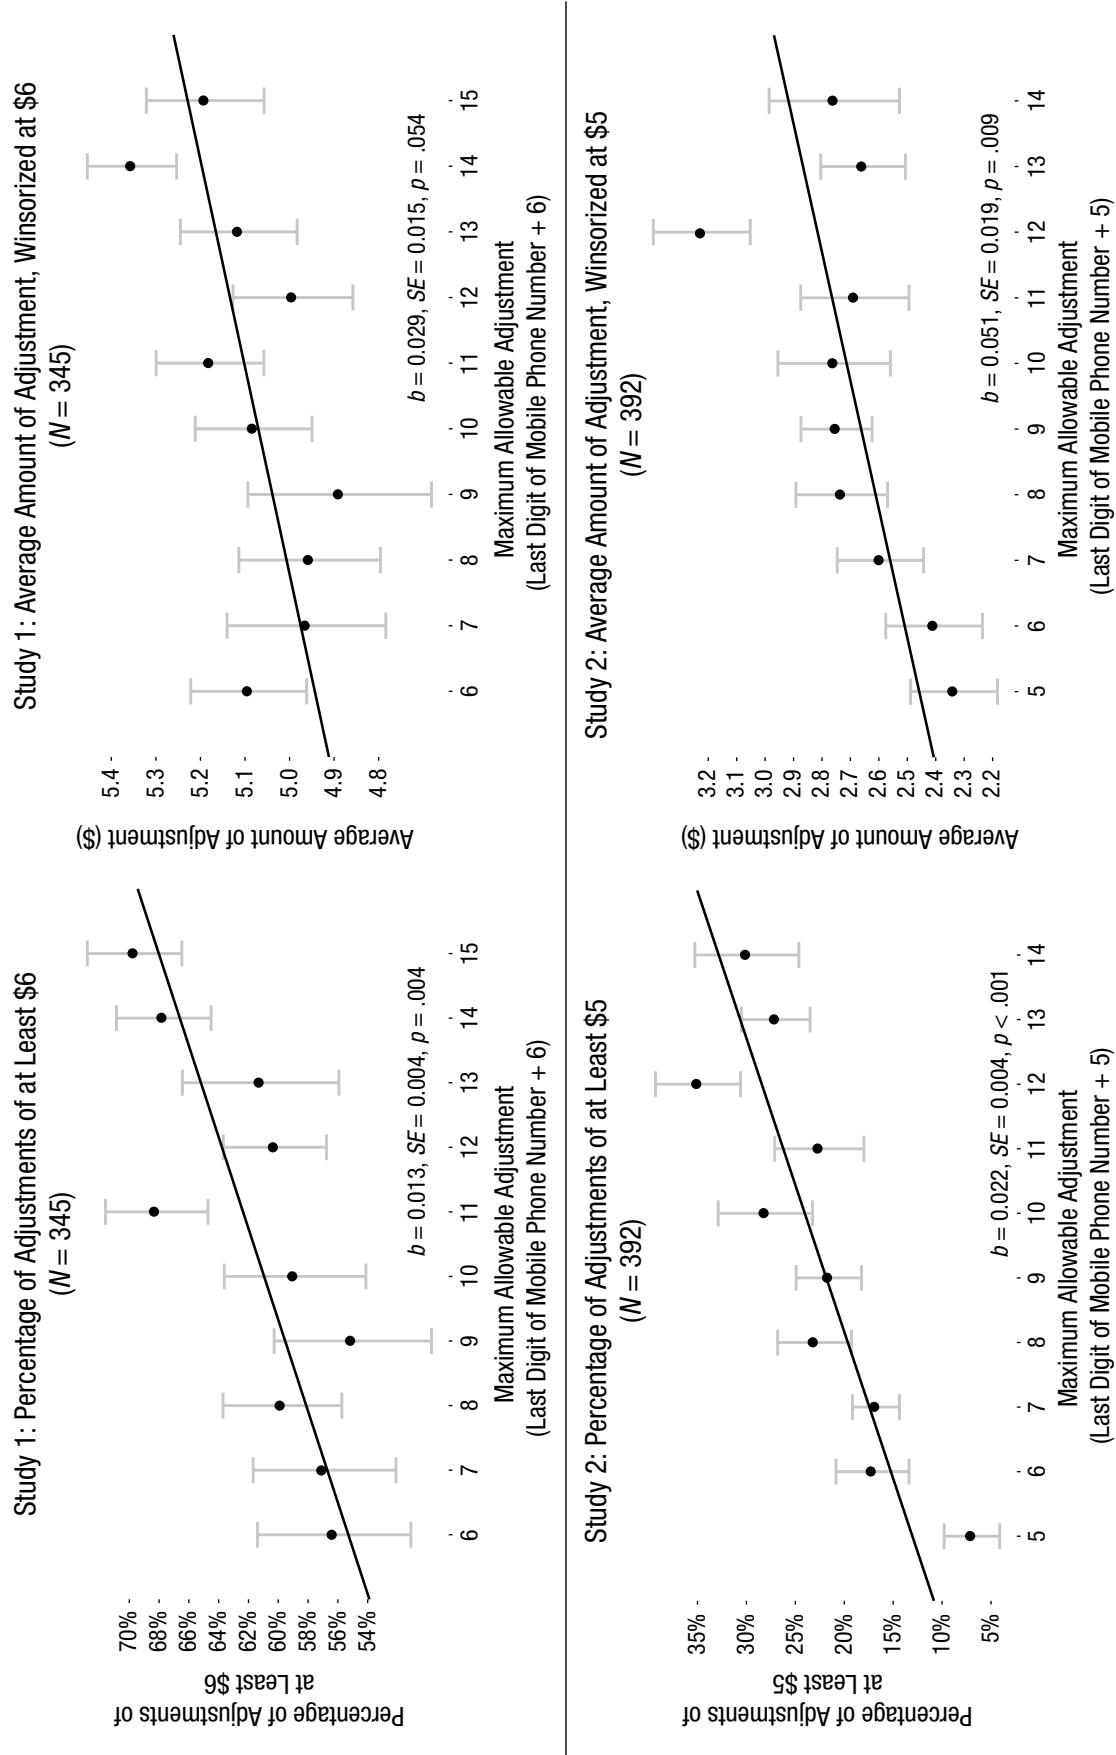 Study 1: Percentage of Adjustments of at Least $6
(N = 345)
Percentage of Adjustments of
at Least $6
70%
68%
66%
64%
62%
60%
58%
56%
54%
b = 0.013, SE = 0.004, p = .004
6 7 8 9 10 11 12 13 14 15
Maximum Allowable Adjustment
(Last Digit of Mobile Phone Number + 6)
Study 1: Average Amount of Adjustment, Winsorized at $6
(N = 345)
Average Amount of Adjustment ($)
5.4
5.3
5.2
5.1
5.0
4.9
4.8
b = 0.029, SE = 0.015, p = .054
6 7 8 9 10 11 12 13 14 15
Maximum Allowable Adjustment
(Last Digit of Mobile Phone Number + 6)
Study 2: Percentage of Adjustments of at Least $5
(N = 392)
Percentage of Adjustments of
at Least $5
35%
30%
25%
20%
15%
10%
5%
b = 0.022, SE = 0.004, p < .001
5 6 7 8 9 10 11 12 13 14
Maximum Allowable Adjustment
(Last Digit of Mobile Phone Number + 5)
Study 2: Average Amount of Adjustment, Winsorized at $5
(N = 392)
Average Amount of Adjustment ($)
3.2
3.1
3.0
2.9
2.8
2.7
2.6
2.5
2.4
2.3
2.2
b = 0.051, SE = 0.019, p = .009
5 6 7 8 9 10 11 12 13 14
Maximum Allowable Adjustment
(Last Digit of Mobile Phone Number + 5)